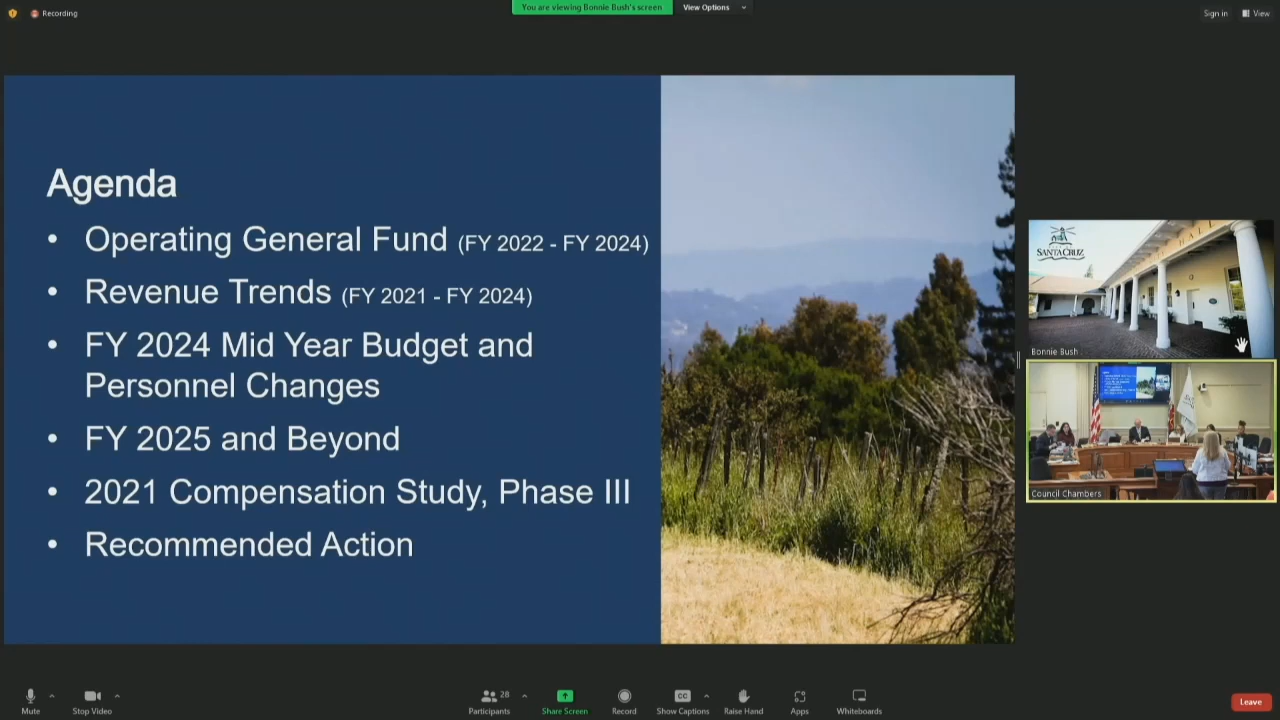 Recording
You are viewing Bonnie Bush's screen
View Options
Sign in
View
Agenda
• Operating General Fund (FY 2022 - FY 2024)
• Revenue Trends (FY 2021 - FY 2024)
• FY 2024 Mid Year Budget and
Personnel Changes
• FY 2025 and Beyond
• 2021 Compensation Study, Phase III
• Recommended Action
SANTA CRUZ
Bonnie Bush
Council Chambers
Mute
Stop Video
Participants
28
Share Screen
Record
CC
Show Captions
Raise Hand
Apps
Whiteboards
Leave